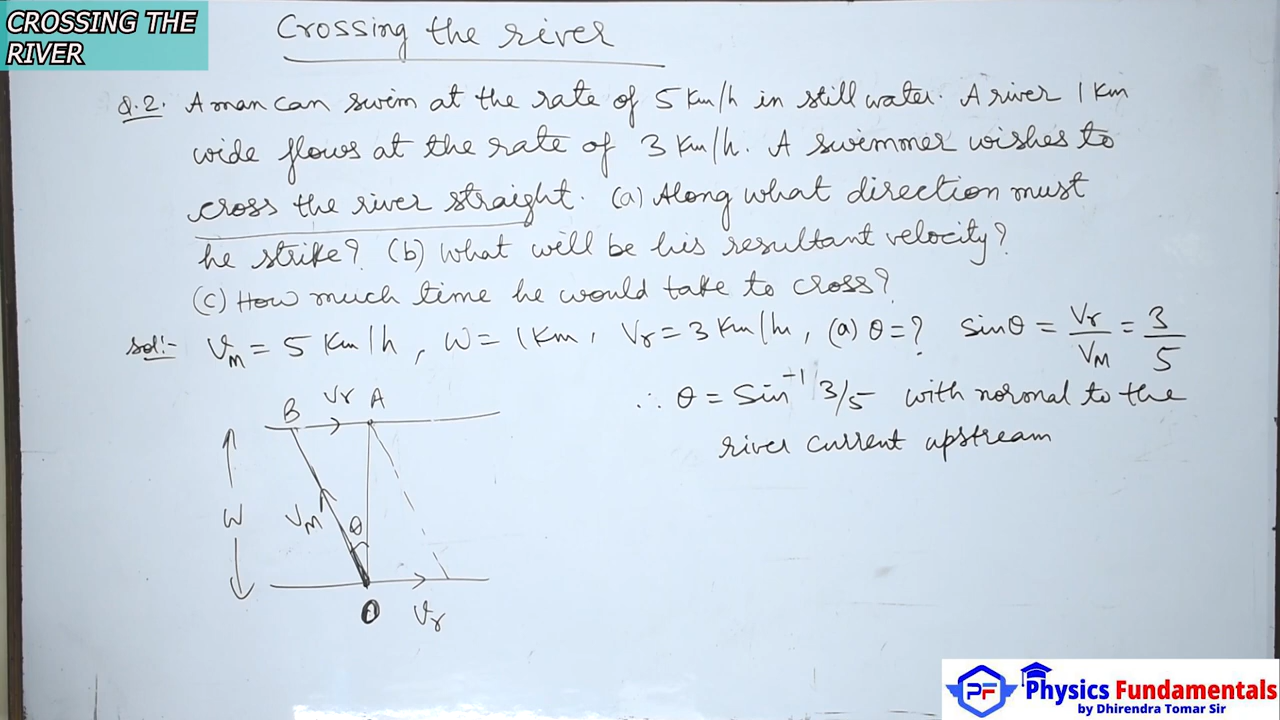 CROSSING THE
RIVER
Crossing the river
Q.2. A man can swim at the rate of 5 Km/h in still water. A river 1 Km
wide flows at the rate of 3 Km/h. A swimmer wishes to
cross the river straight. (a) Along what direction must
he strike? (b) What will be his resultant velocity?
(c) How much time he would take to cross?
Sol:- Vm = 5 Km/h, W = 1 Km, Vr = 3 Km/hr, (a) θ = ? Sinθ = Vr/VM = 3/5
∴ θ = Sin⁻¹ 3/5 with normal to the
river current upstream
B Vr A
W
VM θ
O Vr
PF Physics Fundamentals
by Dhirendra Tomar Sir